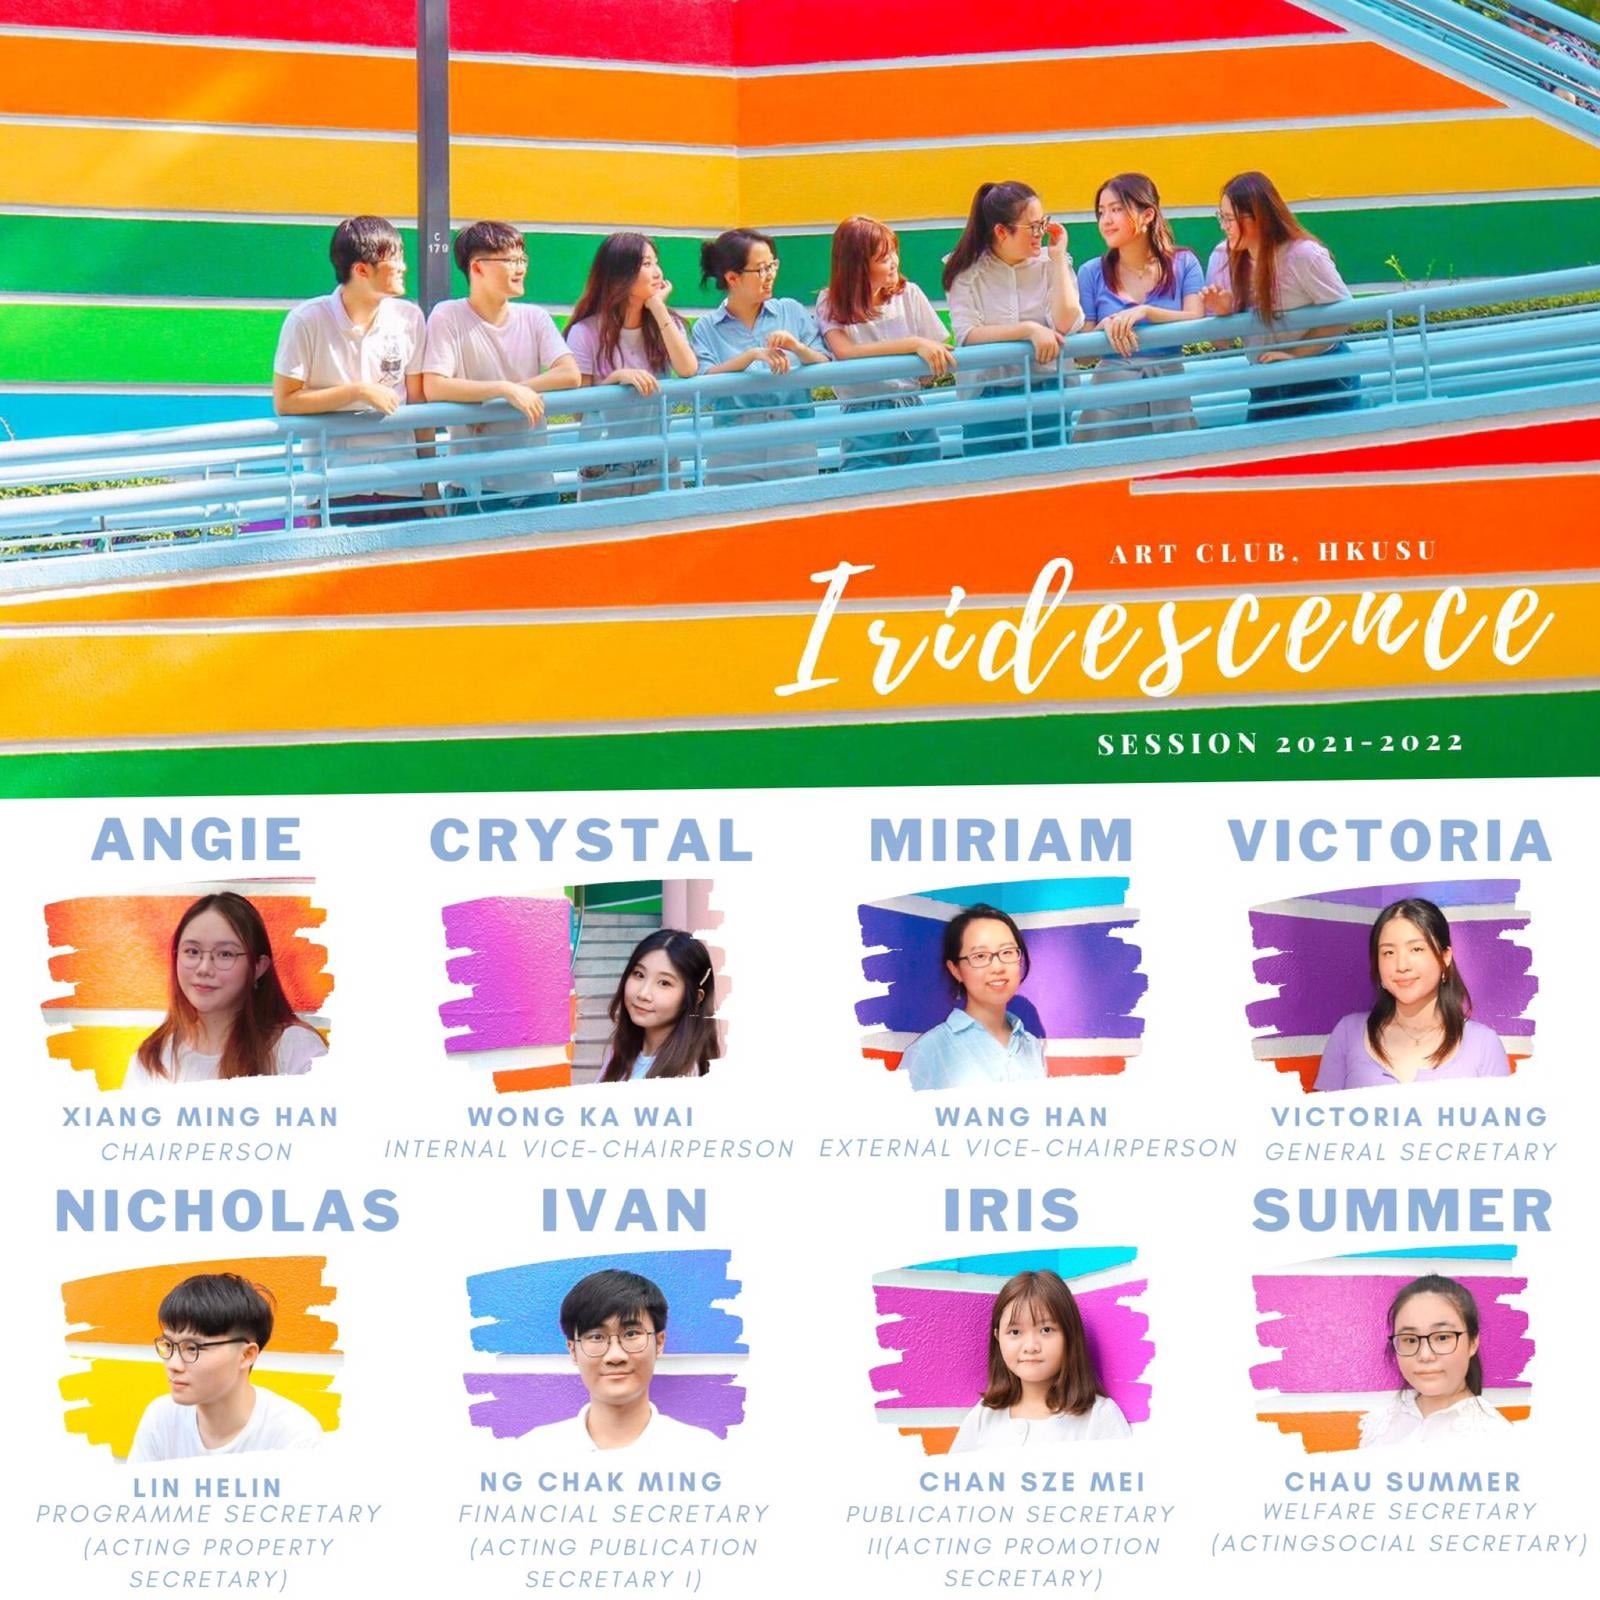 C
179
ART CLUB, HKUSU
Iridescence
SESSION 2021-2022
ANGIE
XIANG MING HAN
CHAIRPERSON
CRYSTAL
WONG KA WAI
INTERNAL VICE-CHAIRPERSON
MIRIAM
WANG HAN
EXTERNAL VICE-CHAIRPERSON
VICTORIA
VICTORIA HUANG
GENERAL SECRETARY
NICHOLAS
LIN HELIN
PROGRAMME SECRETARY
(ACTING PROPERTY
SECRETARY)
IVAN
NG CHAK MING
FINANCIAL SECRETARY
(ACTING PUBLICATION
SECRETARY I)
IRIS
CHAN SZE MEI
PUBLICATION SECRETARY
II(ACTING PROMOTION
SECRETARY)
SUMMER
CHAU SUMMER
WELFARE SECRETARY
(ACTINGSOCIAL SECRETARY)